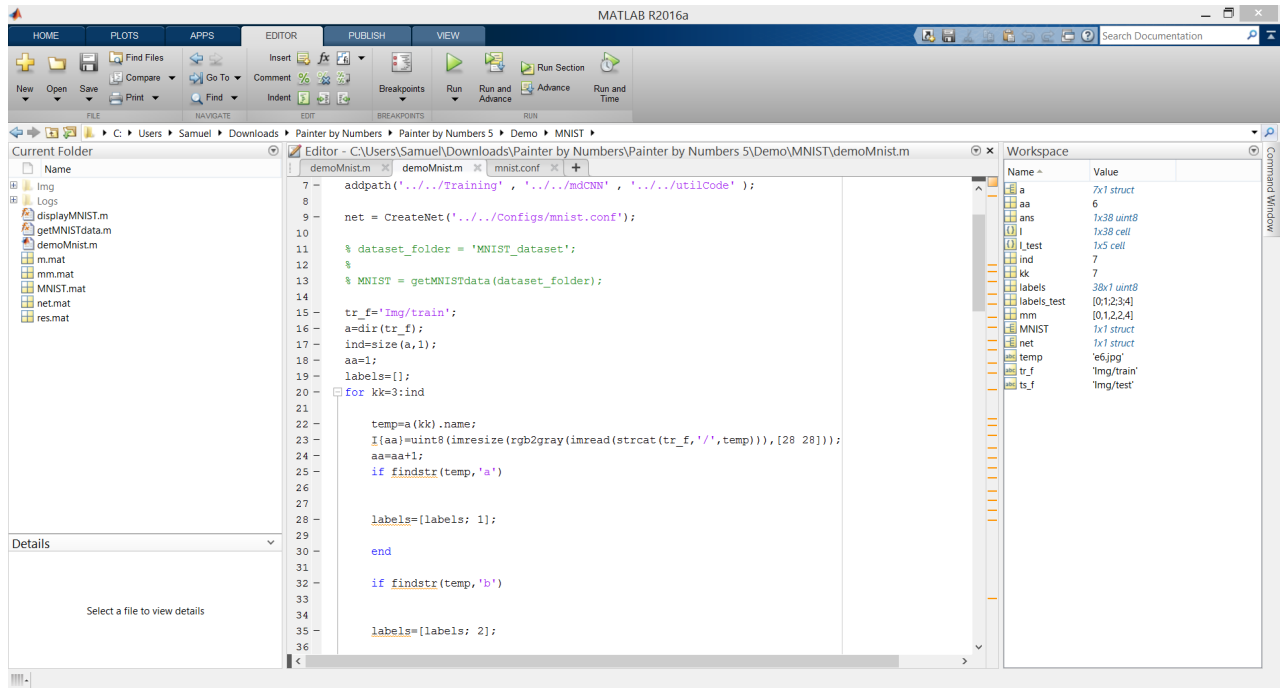 MATLAB R2016a
HOME PLOTS APPS EDITOR PUBLISH VIEW Search Documentation
New Open Save Find Files Compare Print Go To Find Insert fx Comment Indent Breakpoints Run Run and Advance Run Section Advance Run and Time
FILE NAVIGATE EDIT BREAKPOINTS RUN
C: Users Samuel Downloads Painter by Numbers Painter by Numbers 5 Demo MNIST
Current Folder
Name
Img
Logs
displayMNIST.m
getMNISTdata.m
demoMnist.m
m.mat
mm.mat
MNIST.mat
net.mat
res.mat
Details
Select a file to view details
Editor - C:\Users\Samuel\Downloads\Painter by Numbers\Painter by Numbers 5\Demo\MNIST\demoMnist.m
demoMnist.m demoMnist.m mnist.conf +
7 – addpath('../../Training' , '../../mdCNN' , '../../utilCode' );
8
9 – net = CreateNet('../../Configs/mnist.conf');
10
11 % dataset_folder = 'MNIST_dataset';
12 %
13 % MNIST = getMNISTdata(dataset_folder);
14
15 – tr_f='Img/train';
16 – a=dir(tr_f);
17 – ind=size(a,1);
18 – aa=1;
19 – labels=[];
20 – for kk=3:ind
21
22 – temp=a(kk).name;
23 – I{aa}=uint8(imresize(rgb2gray(imread(strcat(tr_f,'/',temp))),[28 28]));
24 – aa=aa+1;
25 – if findstr(temp,'a')
26
27
28 – labels=[labels; 1];
29
30 – end
31
32 – if findstr(temp,'b')
33
34
35 – labels=[labels; 2];
36
Workspace
Name Value
a 7x1 struct
aa 6
ans 1x38 uint8
I 1x38 cell
I_test 1x5 cell
ind 7
kk 7
labels 38x1 uint8
labels_test [0;1;2;3;4]
mm [0,1,2,2,4]
MNIST 1x1 struct
net 1x1 struct
temp 'e6.jpg'
tr_f 'Img/train'
ts_f 'Img/test'
Command Window